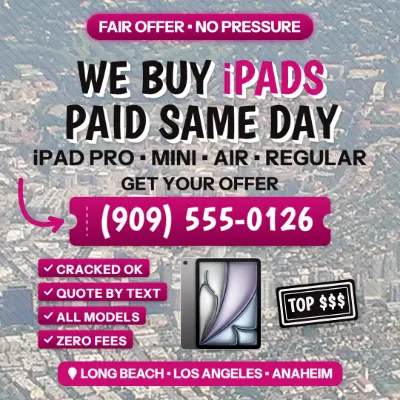 FAIR OFFER • NO PRESSURE
WE BUY iPADS
PAID SAME DAY
iPAD PRO • MINI • AIR • REGULAR
GET YOUR OFFER
(909) 555-0126
✓ CRACKED OK
✓ QUOTE BY TEXT
✓ ALL MODELS
✓ ZERO FEES
TOP $$$
LONG BEACH • LOS ANGELES • ANAHEIM